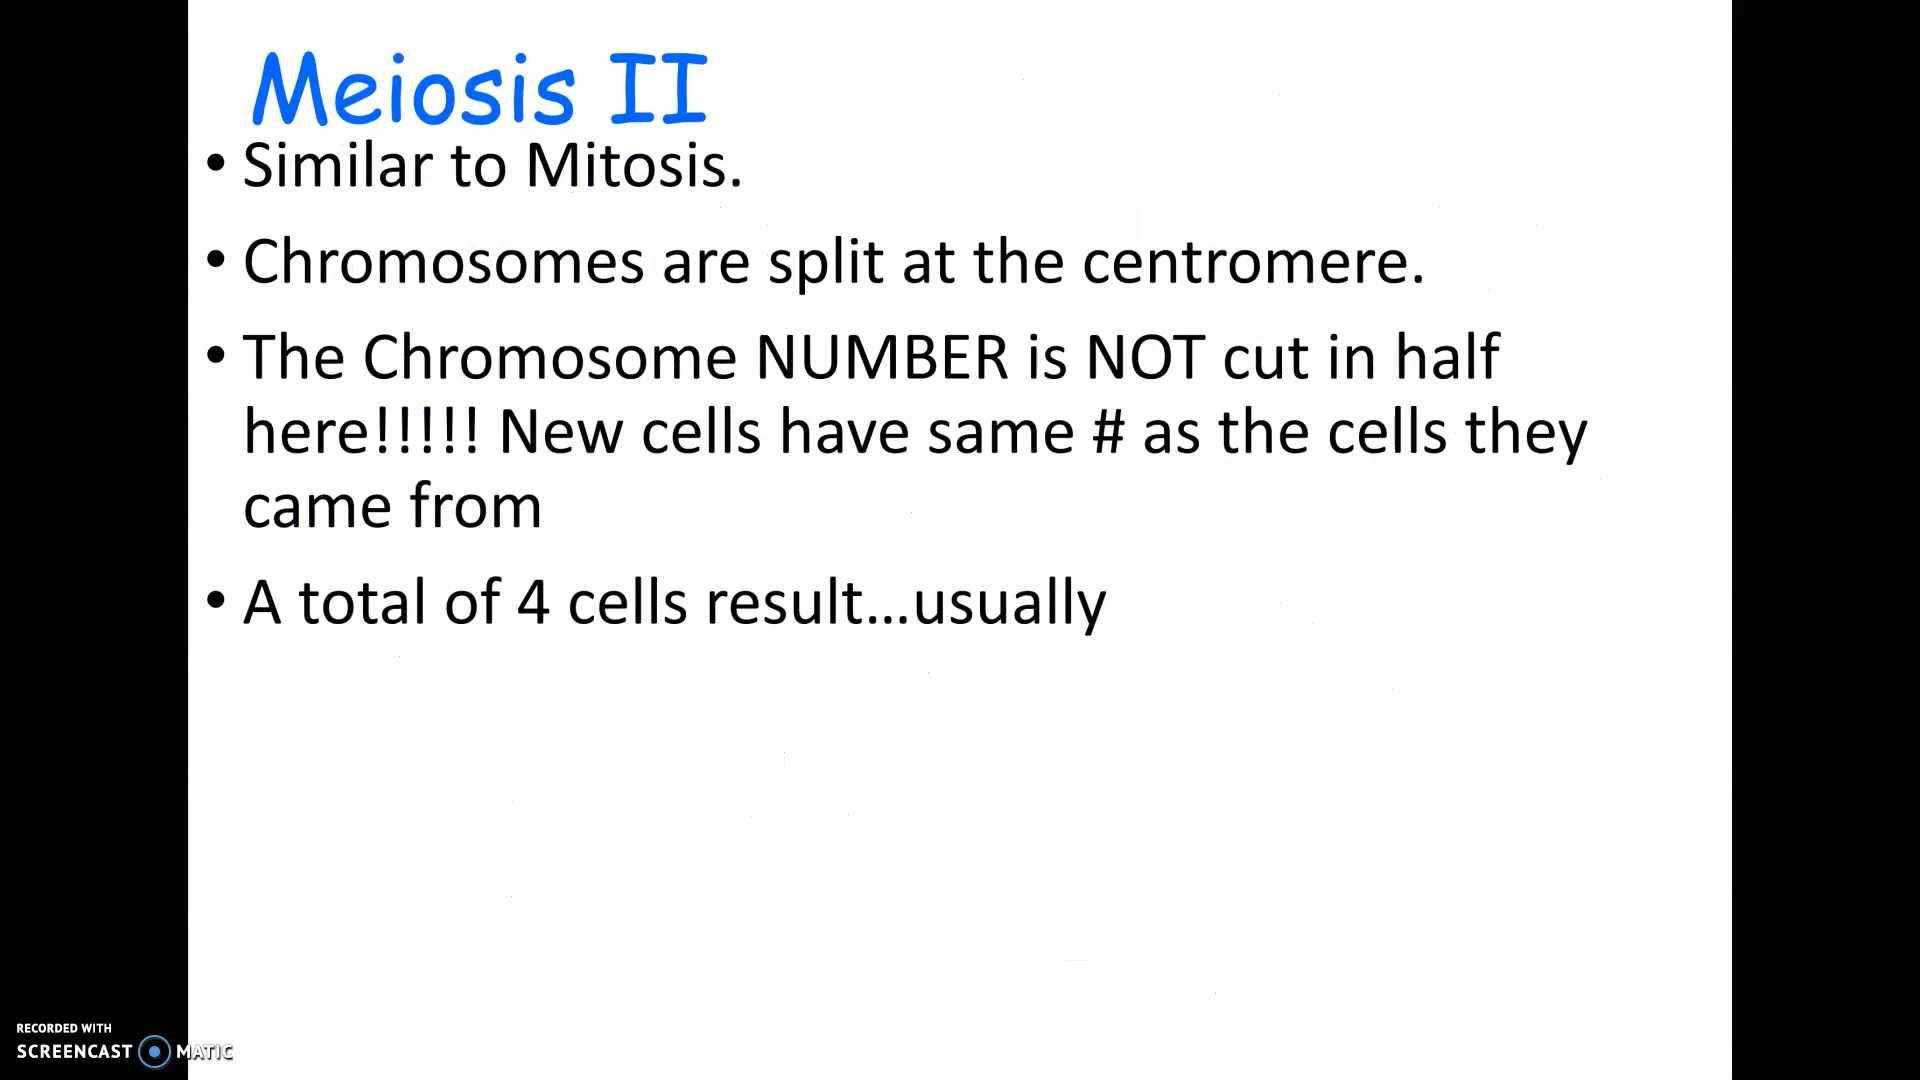 Meiosis II
• Similar to Mitosis.
• Chromosomes are split at the centromere.
• The Chromosome NUMBER is NOT cut in half
here!!!!! New cells have same # as the cells they
came from
• A total of 4 cells result...usually
RECORDED WITH
SCREENCAST MATIC